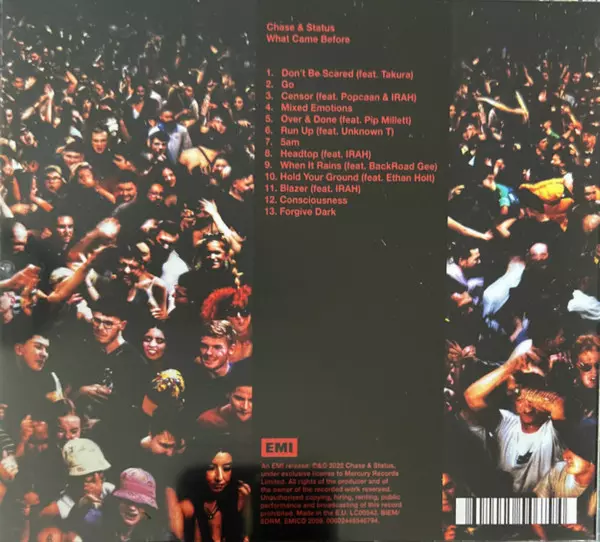 Chase & Status
What Came Before
1. Don't Be Scared (feat. Takura)
2. Go
3. Censor (feat. Popcaan & IRAH)
4. Mixed Emotions
5. Over & Done (feat. Pip Millett)
6. Run Up (feat. Unknown T)
7. 5am
8. Headtop (feat. IRAH)
9. When It Rains (feat. BackRoad Gee)
10. Hold Your Ground (feat. Ethan Holt)
11. Blazer (feat. IRAH)
12. Consciousness
13. Forgive Dark
EMI
An EMI release; 2022 Chase & Status,
under exclusive license to Mercury Records
Limited. All rights of the producer and of
the owner of the recorded work reserved.
Unauthorised copying, hiring, renting, public
performance and broadcasting of this record
prohibited. Made in the E.U. LC00542. BIEM/
SDRM. EMICD 2009.